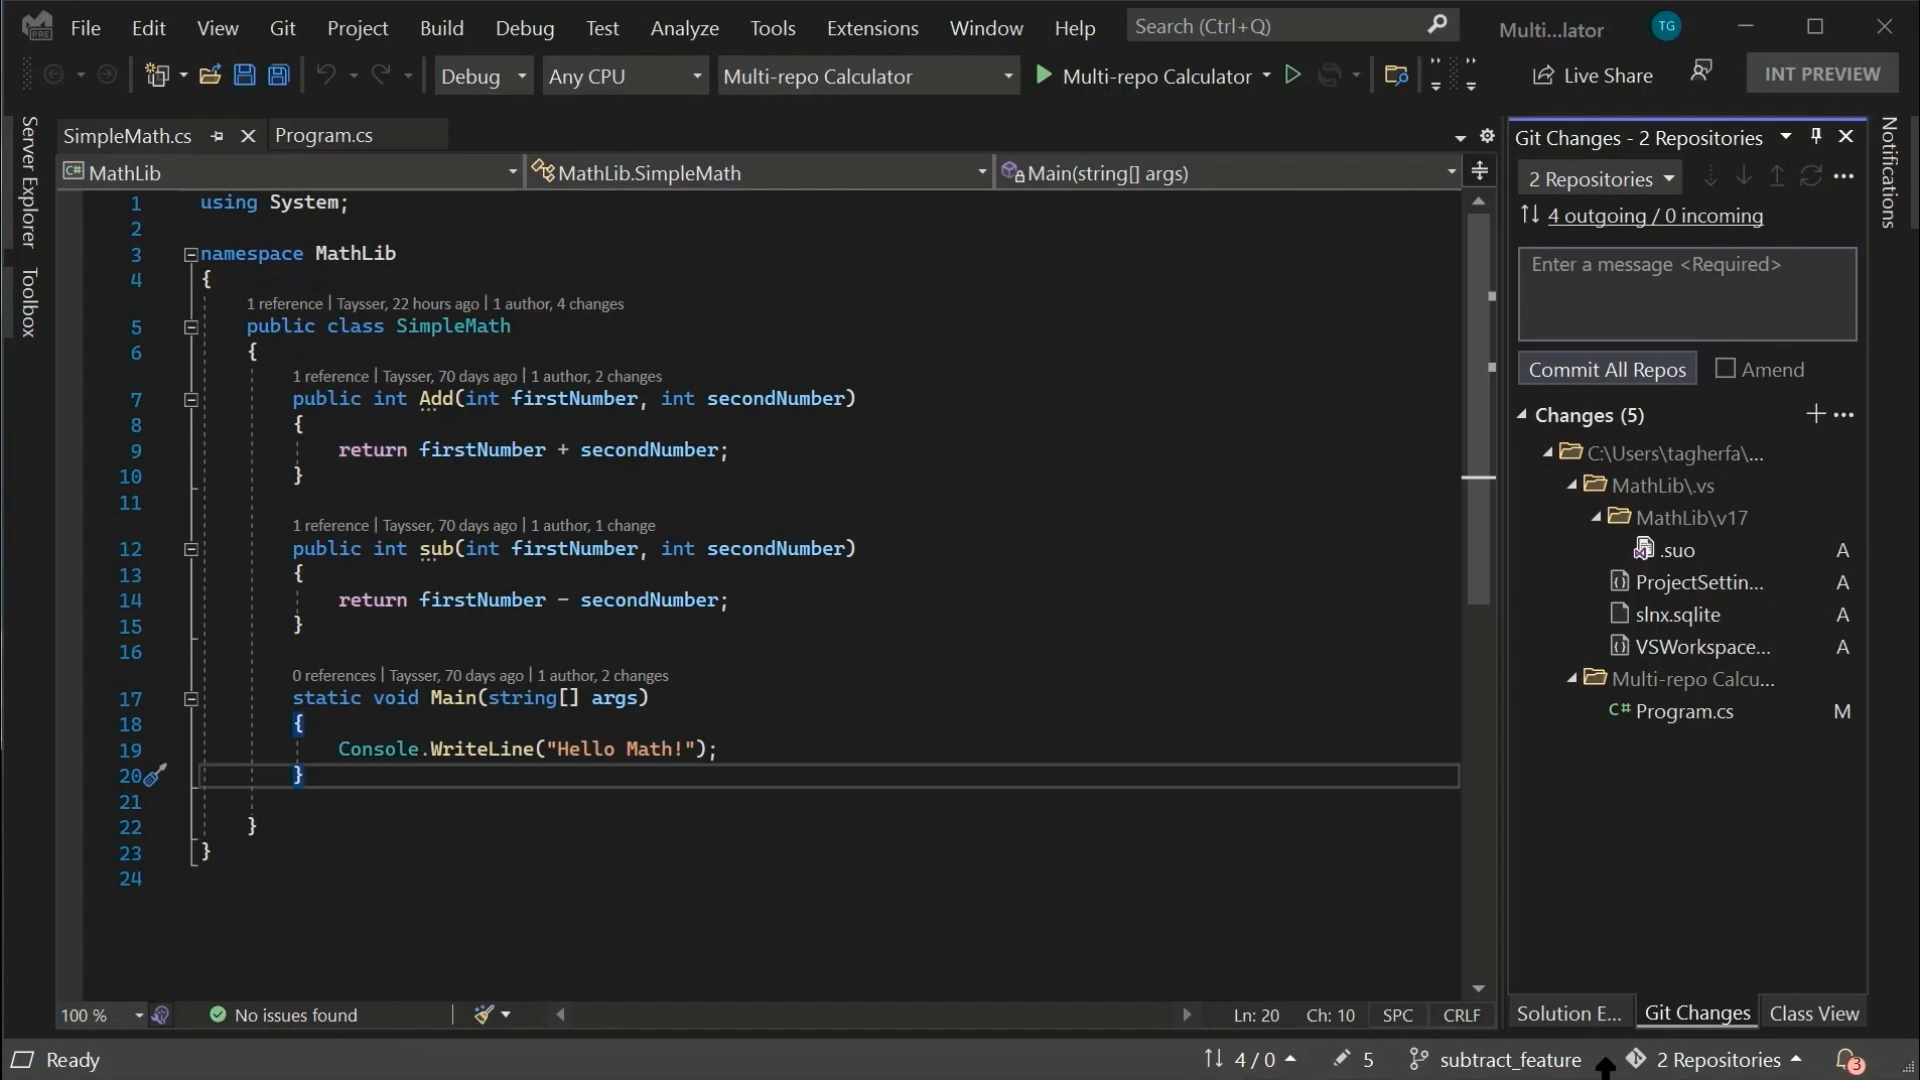 File Edit View Git Project Build Debug Test Analyze Tools Extensions Window Help Search (Ctrl+Q) Multi...lator TG
Debug Any CPU Multi-repo Calculator Multi-repo Calculator Live Share INT PREVIEW
Server Explorer
Toolbox
SimpleMath.cs Program.cs
C# MathLib MathLib.SimpleMath Main(string[] args)
1 using System;
2
3 namespace MathLib
4 {
1 reference | Taysser, 22 hours ago | 1 author, 4 changes
5 public class SimpleMath
6 {
1 reference | Taysser, 70 days ago | 1 author, 2 changes
7 public int Add(int firstNumber, int secondNumber)
8 {
9 return firstNumber + secondNumber;
10 }
11
1 reference | Taysser, 70 days ago | 1 author, 1 change
12 public int sub(int firstNumber, int secondNumber)
13 {
14 return firstNumber - secondNumber;
15 }
16
0 references | Taysser, 70 days ago | 1 author, 2 changes
17 static void Main(string[] args)
18 {
19 Console.WriteLine("Hello Math!");
20 }
21
22 }
23 }
24
100 % No issues found Ln: 20 Ch: 10 SPC CRLF
Git Changes - 2 Repositories
2 Repositories
4 outgoing / 0 incoming
Enter a message <Required>
Commit All Repos Amend
Changes (5)
C:\Users\tagherfa\...
MathLib\.vs
MathLib\v17
.suo A
ProjectSettin... A
slnx.sqlite A
VSWorkspace... A
Multi-repo Calcu...
C# Program.cs M
Solution E... Git Changes Class View
Notifications
Ready 4 / 0 5 subtract_feature 2 Repositories 3